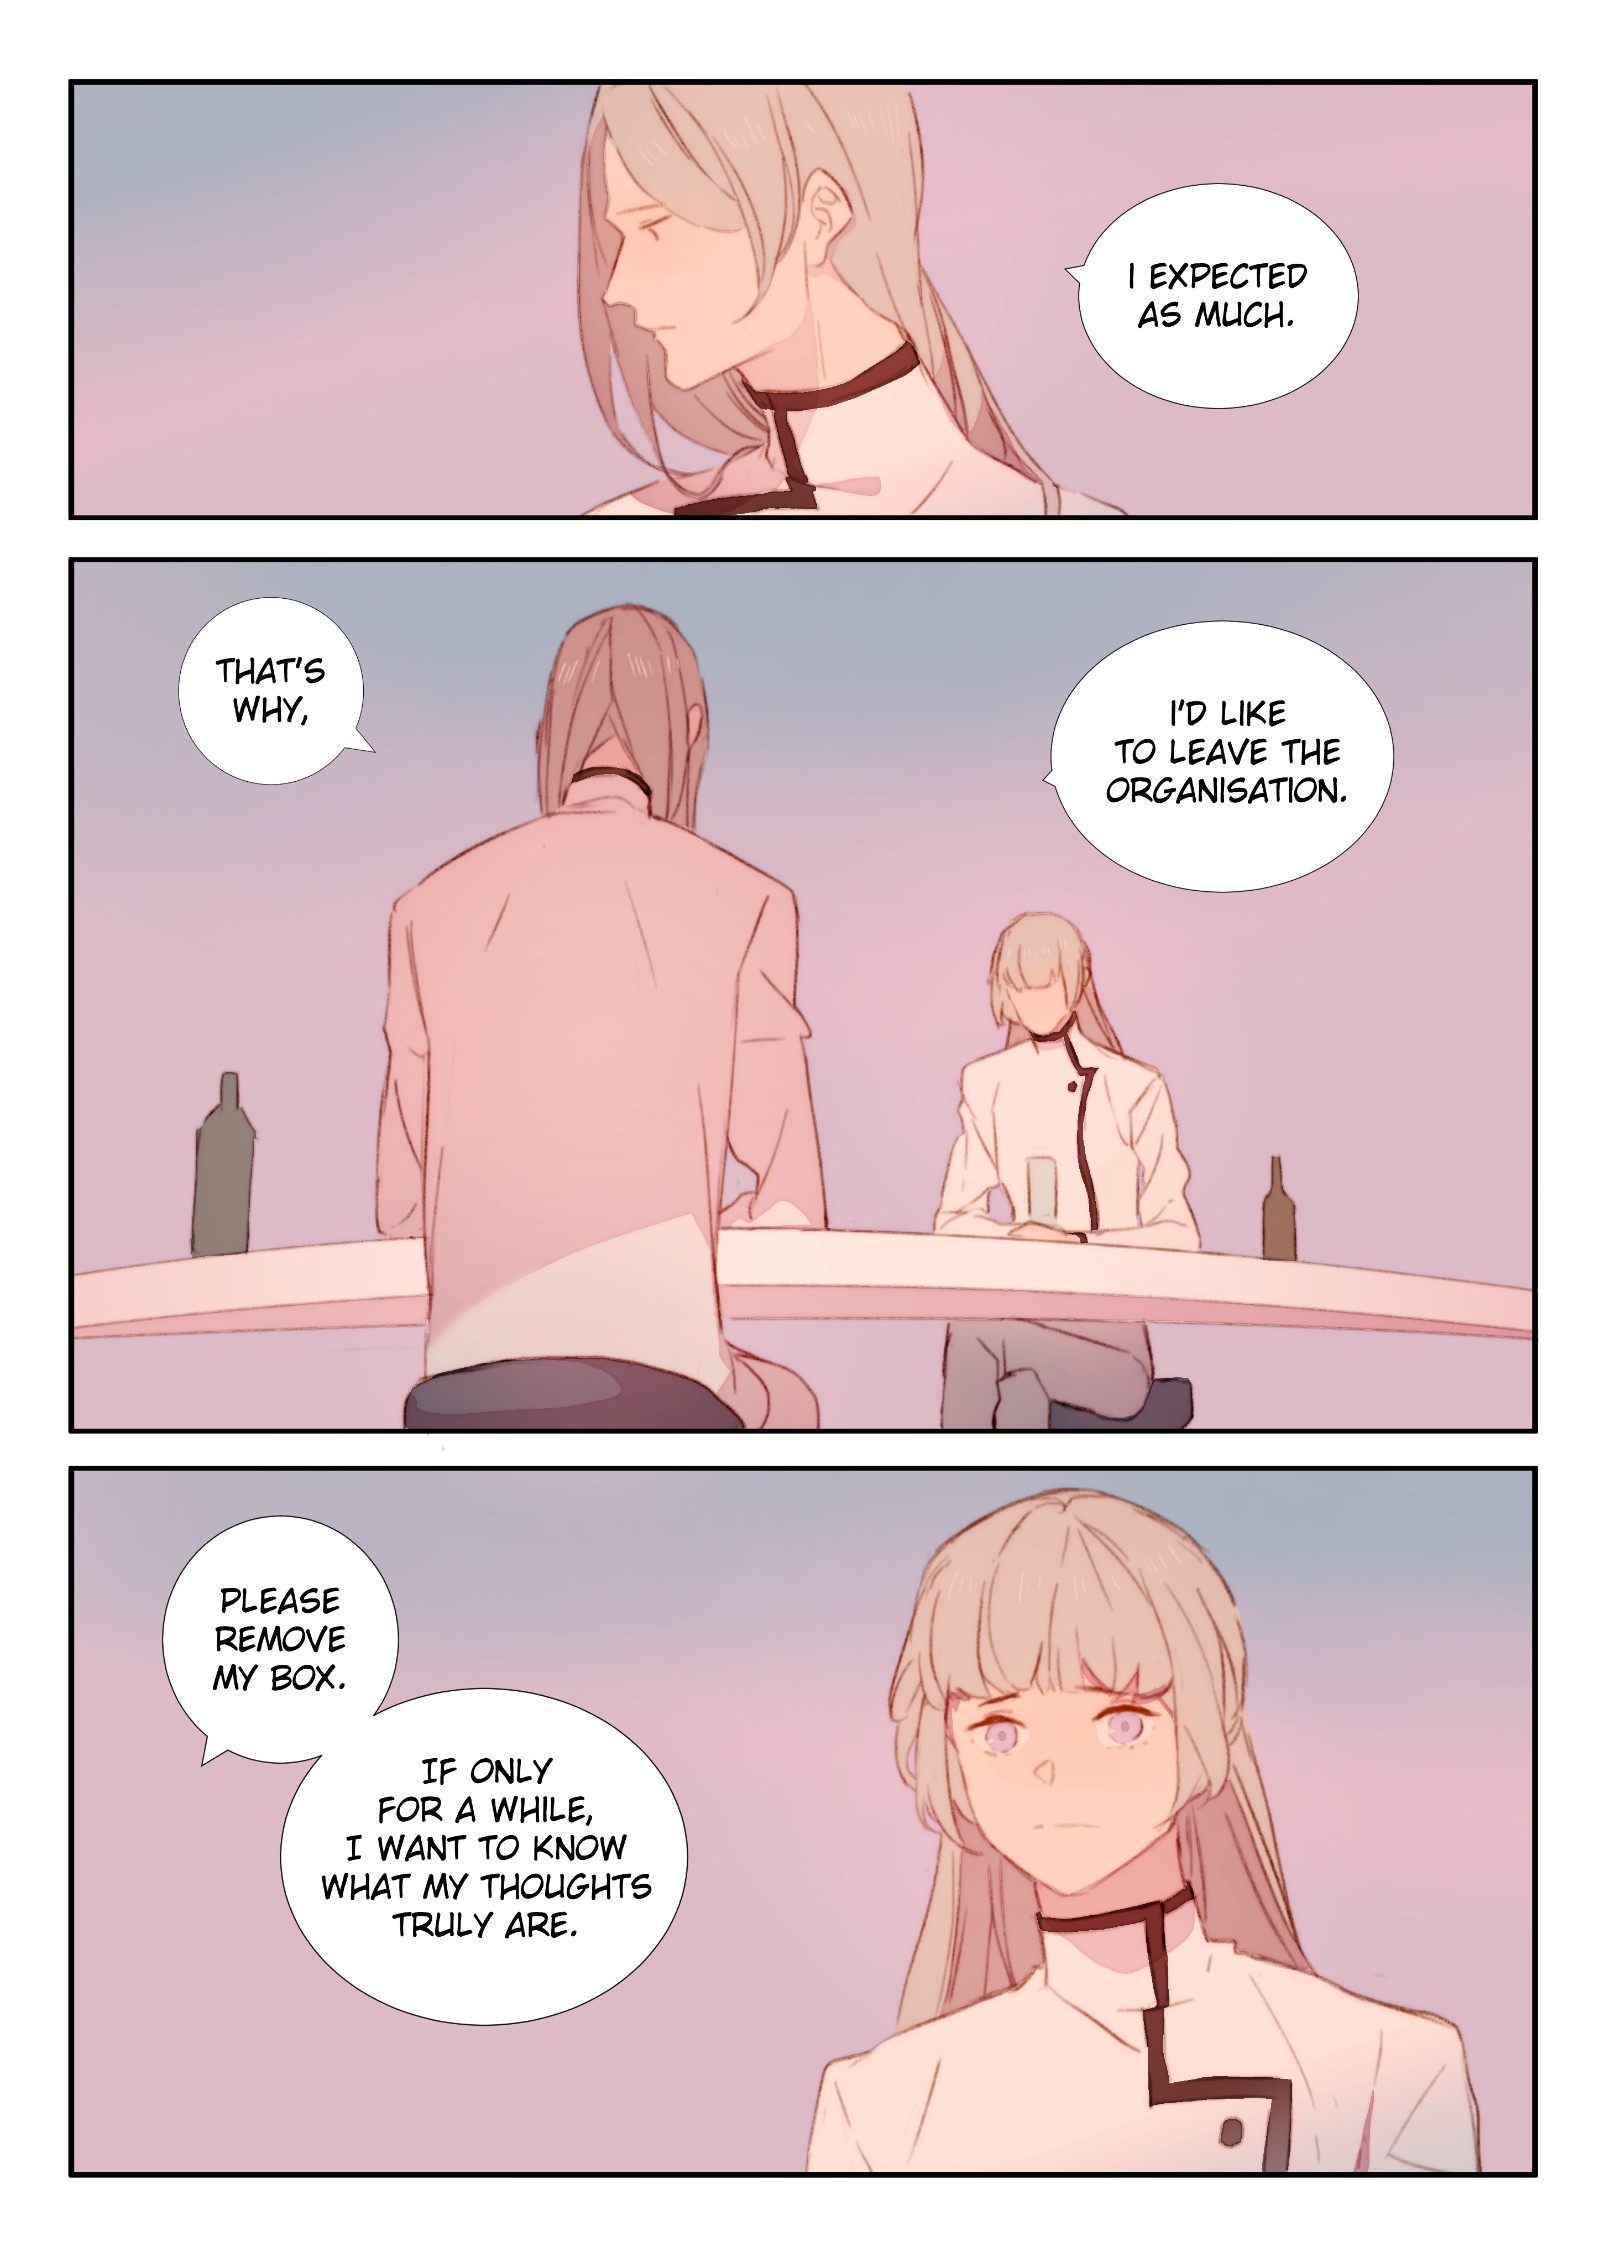 I EXPECTED
AS MUCH.
THAT'S
WHY,
I'D LIKE
TO LEAVE THE
ORGANISATION.
PLEASE
REMOVE
MY BOX.
IF ONLY
FOR A WHILE,
I WANT TO KNOW
WHAT MY THOUGHTS
TRULY ARE.